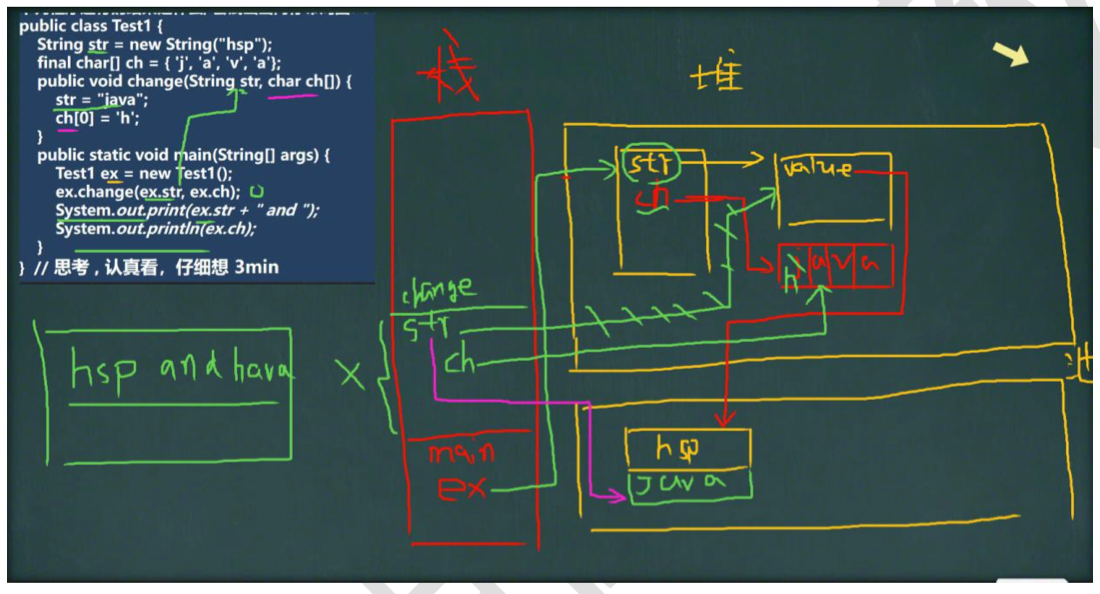 public class Test1 {
String str = new String("hsp");
final char[] ch = { 'j', 'a', 'v', 'a'};
public void change(String str, char ch[]) {
str = "java";
ch[0] = 'h';
}
public static void main(String[] args) {
Test1 ex = new Test1();
ex.change(ex.str, ex.ch);
System.out.print(ex.str + " and ");
System.out.println(ex.ch);
}
} // 思考，认真看，仔细想 3min
栈
堆
str
value
ch
h a v a
change
str
ch
hsp and hava
main
ex
hsp
java